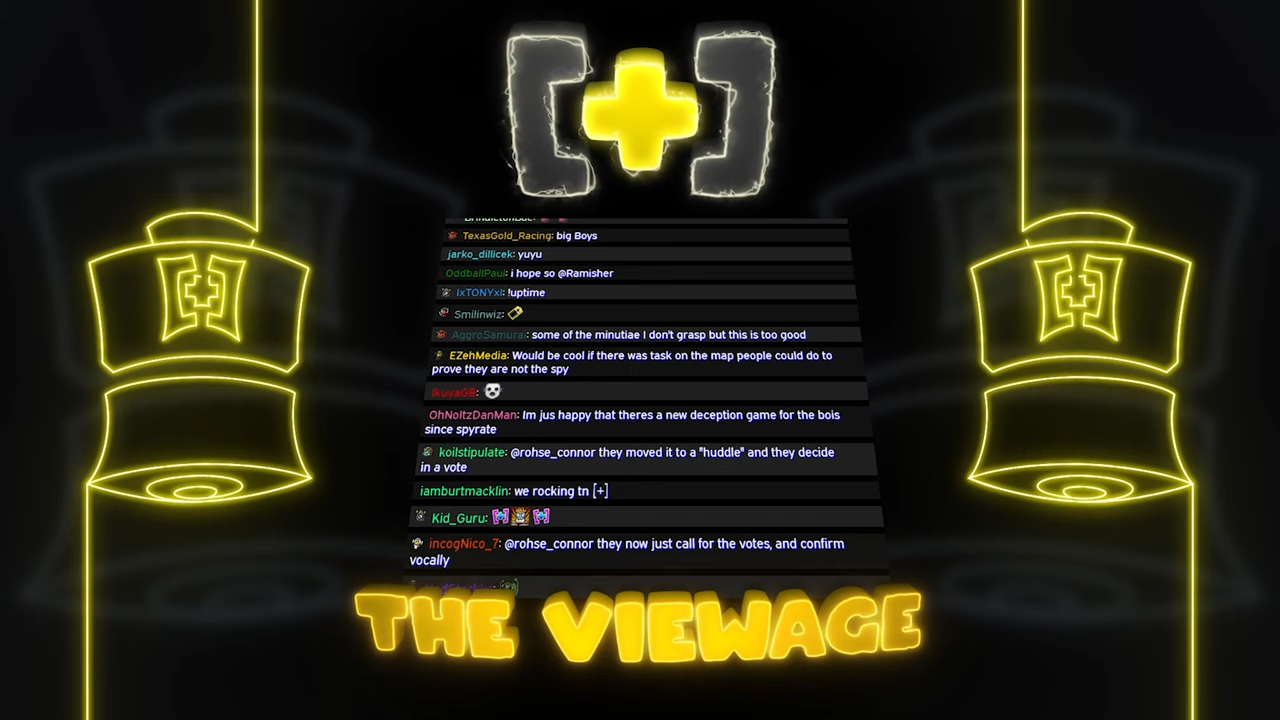 TexasGold_Racing: big Boys
jarko_dillicek: yuyu
OddballPaul: i hope so @Ramisher
IxTONYxI: !uptime
Smilinwiz:
AggroSamurai: some of the minutiae I don't grasp but this is too good
EZehMedia: Would be cool if there was task on the map people could do to
prove they are not the spy
IkuyaGB:
OhNoItzDanMan: Im jus happy that theres a new deception game for the bois
since spyrate
koilstipulate: @rohse_connor they moved it to a "huddle" and they decide
in a vote
iamburtmacklin: we rocking tn [+]
Kid_Guru:
incogNico_7: @rohse_connor they now just call for the votes, and confirm
vocally
THE VIEWAGE